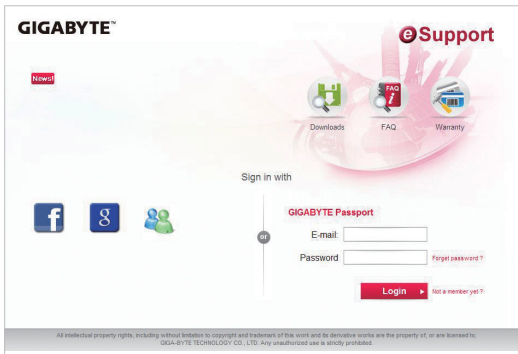 GIGABYTE™
eSupport
News!
FAQ
Downloads
FAQ
Warranty
Sign in with
f
g
or
GIGABYTE Passport
E-mail:
Password
Forget password ?
Login
Not a member yet ?
All intellectual property rights, including without limitation to copyright and trademark of this work and its derivative works are the property of, or are licensed to,
GIGA-BYTE TECHNOLOGY CO., LTD. Any unauthorized use is strictly prohibited.